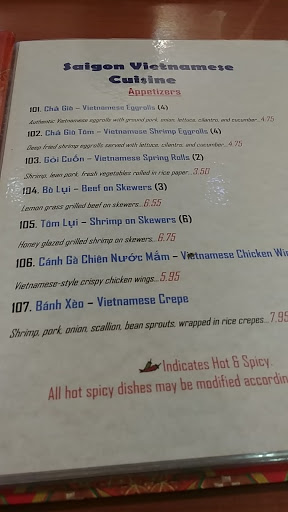 Saigon Vietnamese
Cuisine
Appetizers
101. Chả Giò – Vietnamese Eggrolls (4)
Authentic Vietnamese eggrolls with ground pork, onion, lettuce, cilantro, and cucumber...4.75
102. Chả Giò Tôm – Vietnamese Shrimp Eggrolls (4)
Deep fried shrimp eggrolls served with lettuce, cilantro, and cucumber...4.75
103. Gỏi Cuốn – Vietnamese Spring Rolls (2)
Shrimp, lean pork, fresh vegetables rolled in rice paper...3.50
104. Bò Lụi – Beef on Skewers (3)
Lemon grass grilled beef on skewers...6.55
105. Tôm Lụi – Shrimp on Skewers (6)
Honey glazed grilled shrimp on skewers...6.75
106. Cánh Gà Chiên Nước Mắm – Vietnamese Chicken Win
Vietnamese-style crispy chicken wings...5.95
107. Bánh Xèo – Vietnamese Crepe
Shrimp, pork, onion, scallion, bean sprouts, wrapped in rice crepes...7.95
Indicates Hot & Spicy.
All hot spicy dishes may be modified accordin